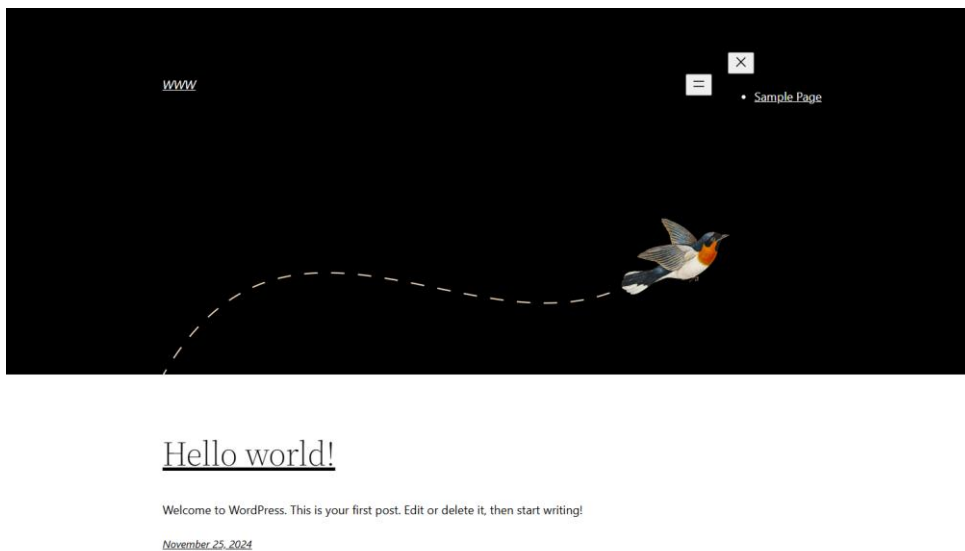 WWW
Sample Page
Hello world!
Welcome to WordPress. This is your first post. Edit or delete it, then start writing!
November 25, 2024